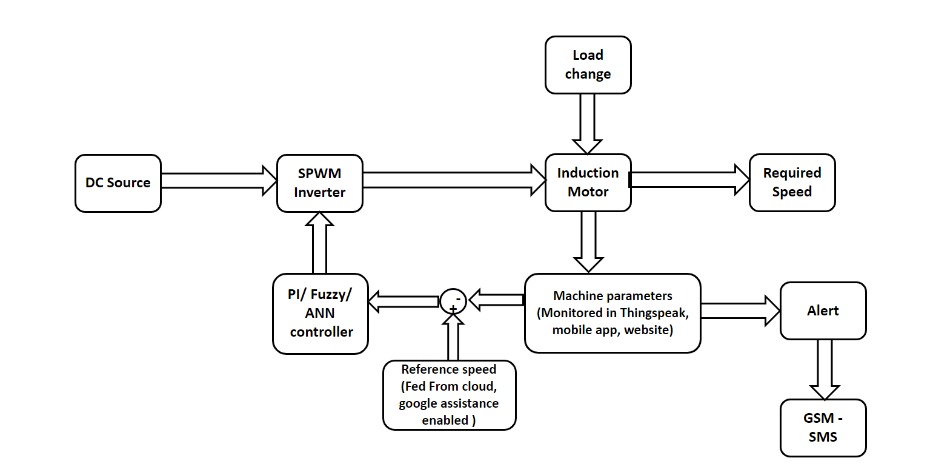 Load
change
DC Source
SPWM
Inverter
Induction
Motor
Required
Speed
PI/ Fuzzy/
ANN
controller
-
+
Machine parameters
(Monitored in Thingspeak,
mobile app, website)
Alert
Reference speed
(Fed From cloud,
google assistance
enabled )
GSM -
SMS